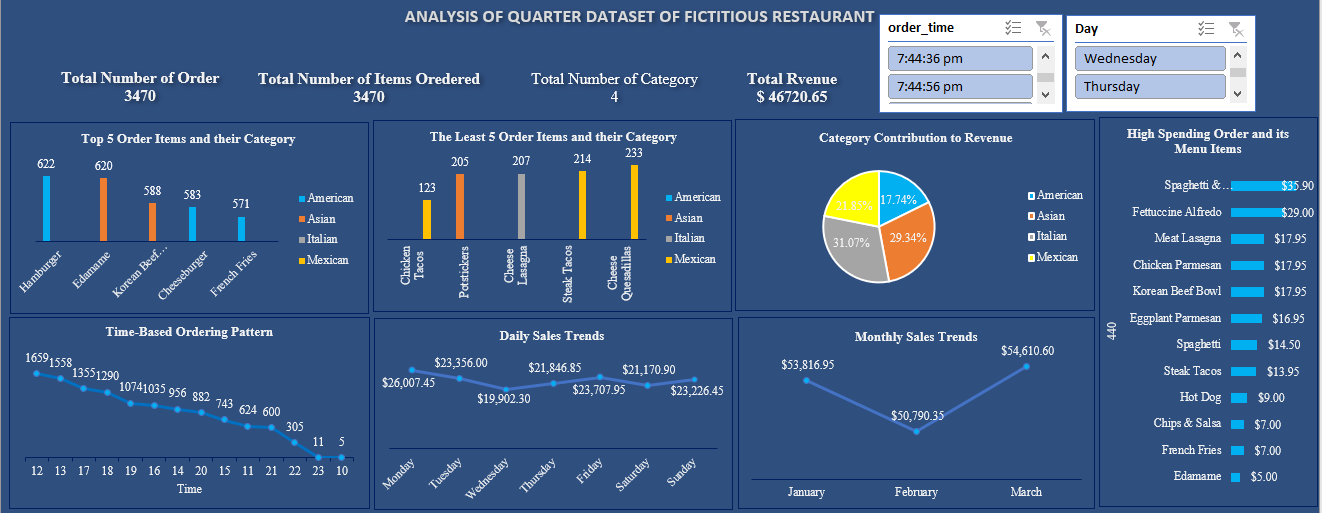 ANALYSIS OF QUARTER DATASET OF FICTITIOUS RESTAURANT
order_time
7:44:36 pm
7:44:56 pm
Day
Wednesday
Thursday
Total Number of Order
3470
Total Number of Items Oredered
3470
Total Number of Category
4
Total Rvenue
$ 46720.65
Top 5 Order Items and their Category
622
620
588
583
571
Hamburger
Edamame
Korean Beef...
Cheeseburger
French Fries
American
Asian
Italian
Mexican
The Least 5 Order Items and their Category
123
205
207
214
233
Chicken
Tacos
Potstickers
Cheese
Lasagna
Steak Tacos
Cheese
Quesadillas
American
Asian
Italian
Mexican
Category Contribution to Revenue
17.74%
29.34%
31.07%
21.85%
American
Asian
Italian
Mexican
High Spending Order and its
Menu Items
440
Spaghetti &... $35.90
Fettuccine Alfredo $29.00
Meat Lasagna $17.95
Chicken Parmesan $17.95
Korean Beef Bowl $17.95
Eggplant Parmesan $16.95
Spaghetti $14.50
Steak Tacos $13.95
Hot Dog $9.00
Chips & Salsa $7.00
French Fries $7.00
Edamame $5.00
Time-Based Ordering Pattern
1659 1558 1355 1290 1074 1035 956 882 743 624 600 305 11 5
12 13 17 18 19 16 14 20 15 11 21 22 23 10
Time
Daily Sales Trends
$26,007.45
$23,356.00
$19,902.30
$21,846.85
$23,707.95
$21,170.90
$23,226.45
Monday
Tuesday
Wednesday
Thursday
Friday
Saturday
Sunday
Monthly Sales Trends
$53,816.95
$50,790.35
$54,610.60
January February March